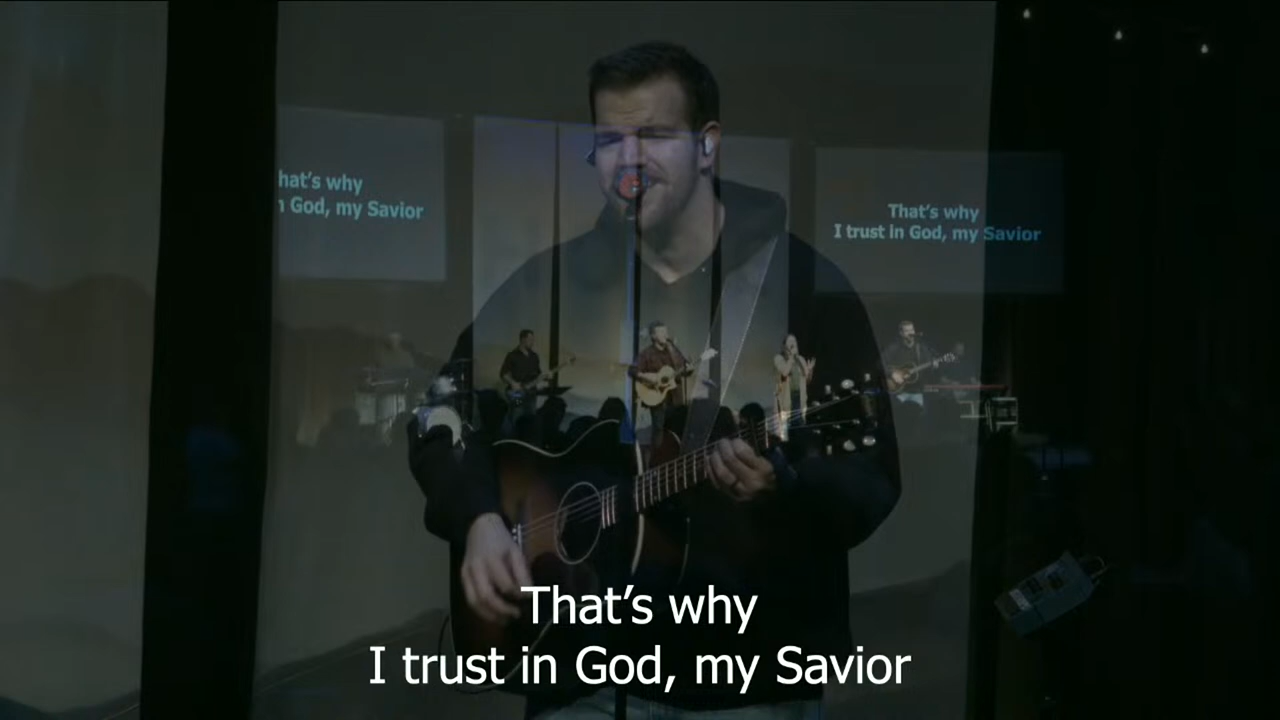 hat's why
n God, my Savior
That's why
I trust in God, my Savior
That's why
I trust in God, my Savior